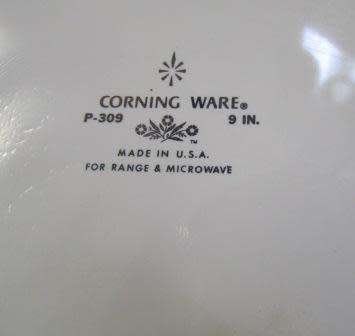 CORNING WARE®
P-309 9 IN.
TM
MADE IN U.S.A.
FOR RANGE & MICROWAVE